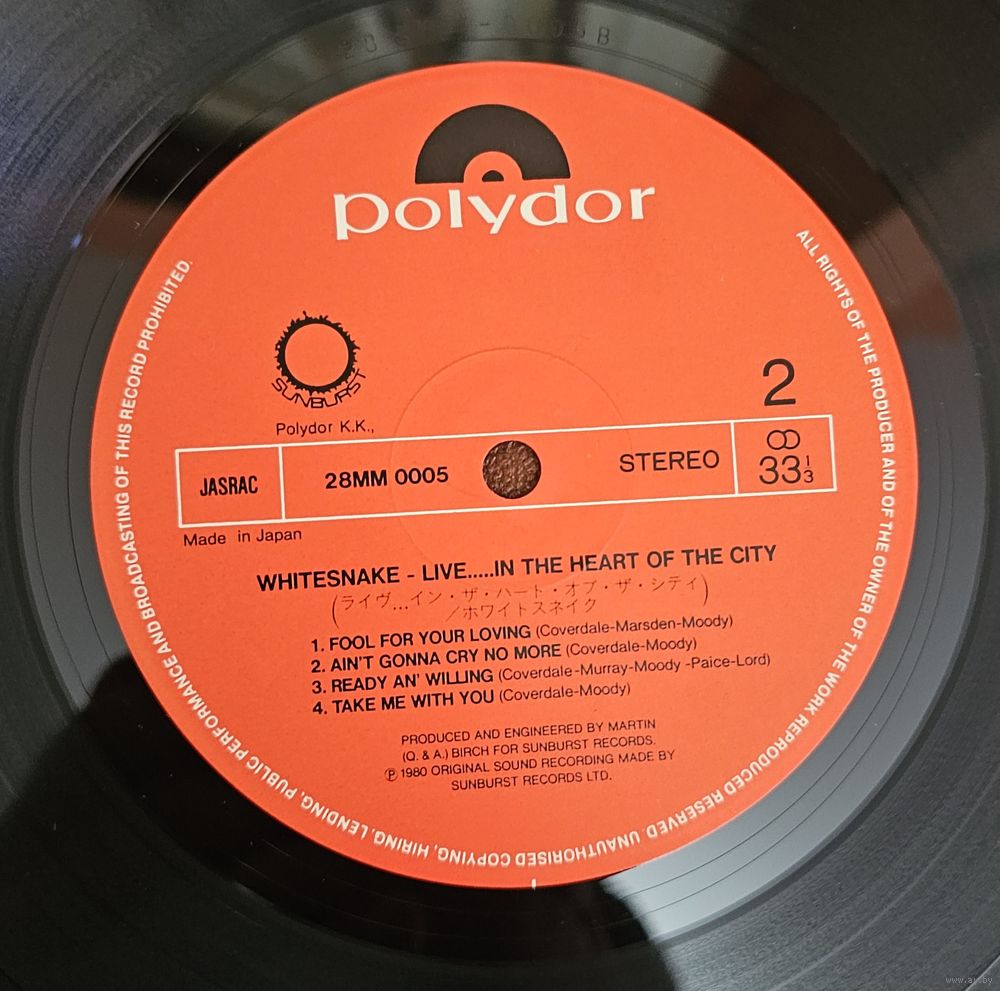 polydor
SUNBURST
Polydor K.K.,
2
JASRAC
28MM 0005
STEREO
33 1/3
Made in Japan
WHITESNAKE - LIVE.....IN THE HEART OF THE CITY
(ライヴ...イン・ザ・ハート・オブ・ザ・シティ
/ホワイトスネイク)
1. FOOL FOR YOUR LOVING (Coverdale-Marsden-Moody)
2. AIN'T GONNA CRY NO MORE (Coverdale-Moody)
3. READY AN' WILLING (Coverdale-Murray-Moody -Paice-Lord)
4. TAKE ME WITH YOU (Coverdale-Moody)
PRODUCED AND ENGINEERED BY MARTIN
(Q. & A.) BIRCH FOR SUNBURST RECORDS.
℗ 1980 ORIGINAL SOUND RECORDING MADE BY
SUNBURST RECORDS LTD.
ALL RIGHTS OF THE PRODUCER AND OF THE OWNER OF THE WORK REPRODUCED RESERVED. UNAUTHORISED COPYING, HIRING, LENDING, PUBLIC PERFORMANCE AND BROADCASTING OF THIS RECORD PROHIBITED.